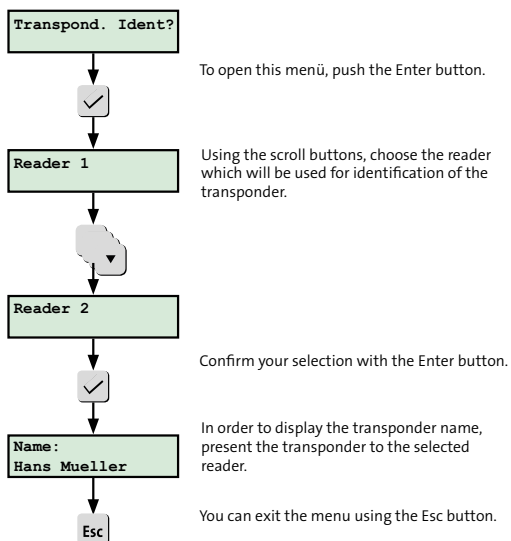 Transpond. Ident?
To open this menü, push the Enter button.
Reader 1
Using the scroll buttons, choose the reader
which will be used for identification of the
transponder.
Reader 2
Confirm your selection with the Enter button.
Name:
Hans Mueller
In order to display the transponder name,
present the transponder to the selected
reader.
Esc
You can exit the menu using the Esc button.